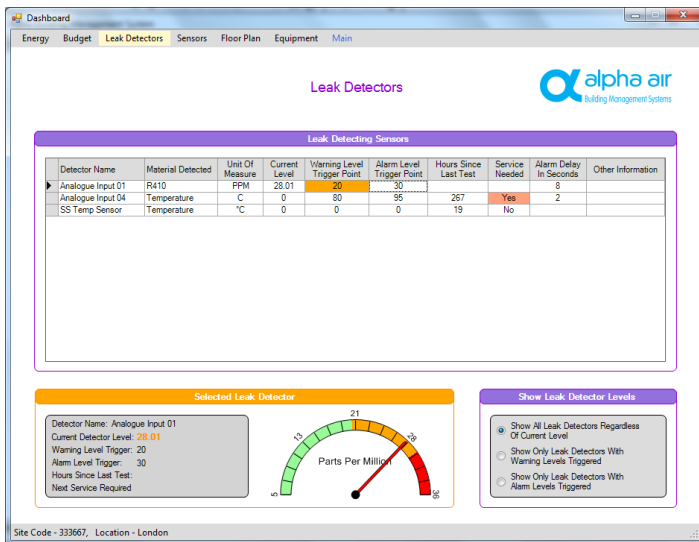 Dashboard
Energy Budget Leak Detectors Sensors Floor Plan Equipment Main
Leak Detectors
alpha air
Building Management Systems
Leak Detecting Sensors
Detector Name Material Detected Unit Of Measure Current Level Warning Level Trigger Point Alarm Level Trigger Point Hours Since Last Test Service Needed Alarm Delay In Seconds Other Information
Analogue Input 01 R410 PPM 28.01 20 30 8
Analogue Input 04 Temperature C 0 80 95 267 Yes 2
SS Temp Sensor Temperature °C 0 0 0 19 No
Selected Leak Detector
Detector Name: Analogue Input 01
Current Detector Level: 28.01
Warning Level Trigger: 20
Alarm Level Trigger: 30
Hours Since Last Test:
Next Service Required
5 13 21 28 36
Parts Per Million
Show Leak Detector Levels
Show All Leak Detectors Regardless
Of Current Level
Show Only Leak Detectors With
Warning Levels Triggered
Show Only Leak Detectors With
Alarm Levels Triggered
Site Code - 333667, Location - London